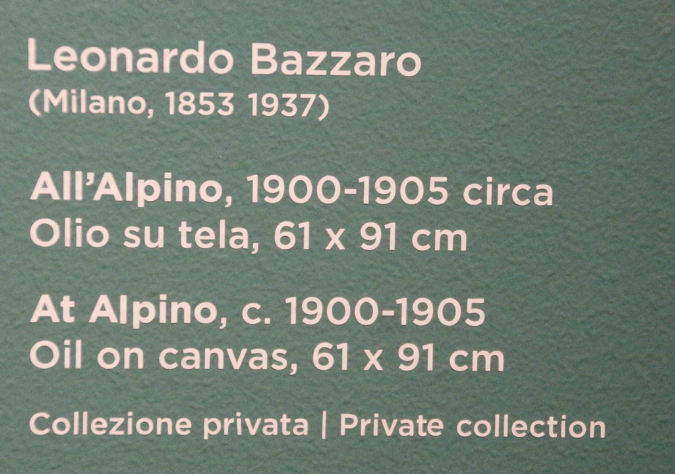 Leonardo Bazzaro
(Milano, 1853 1937)
All’Alpino, 1900-1905 circa
Olio su tela, 61 x 91 cm
At Alpino, c. 1900-1905
Oil on canvas, 61 x 91 cm
Collezione privata | Private collection